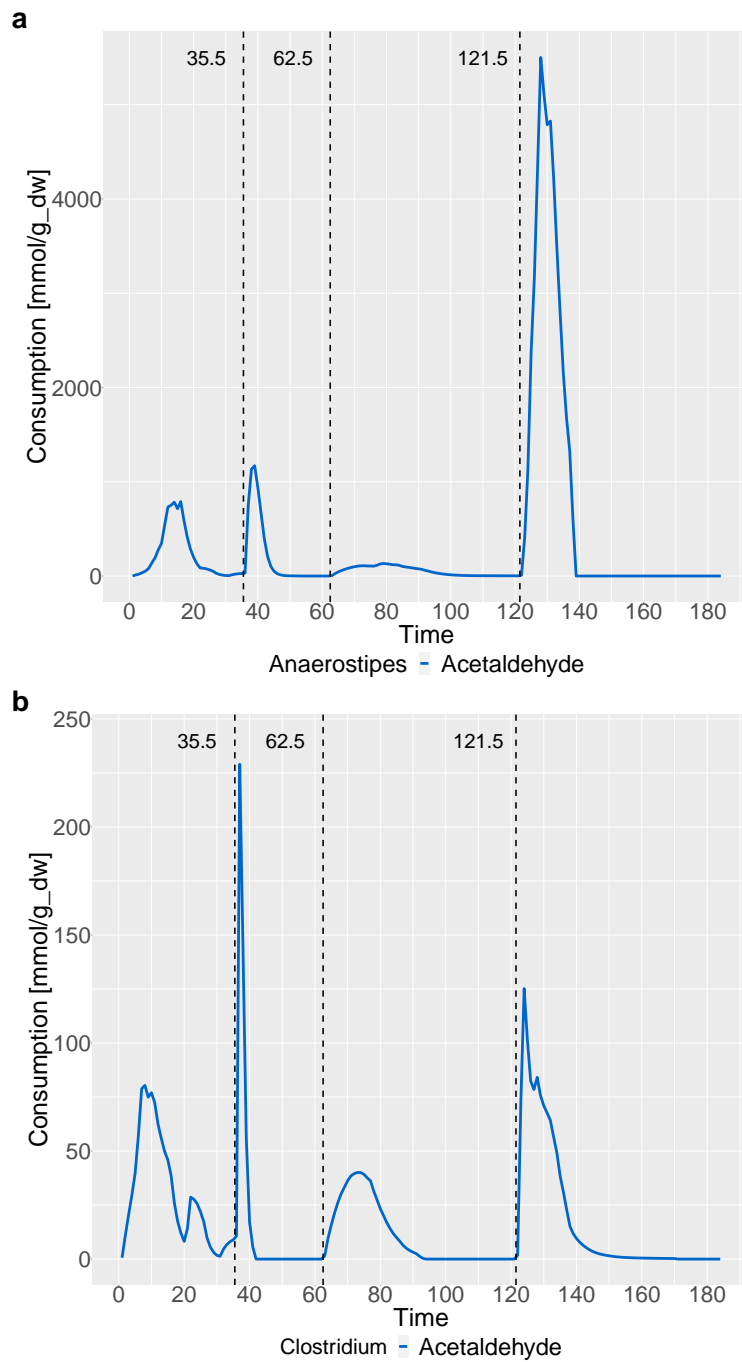 a
35.5 62.5 121.5
4000
2000
0
Consumption [mmol/g_dw]
0 20 40 60 80 100 120 140 160 180
Time
Anaerostipes Acetaldehyde
b
250
35.5 62.5 121.5
200
150
100
50
0
Consumption [mmol/g_dw]
0 20 40 60 80 100 120 140 160 180
Time
Clostridium Acetaldehyde